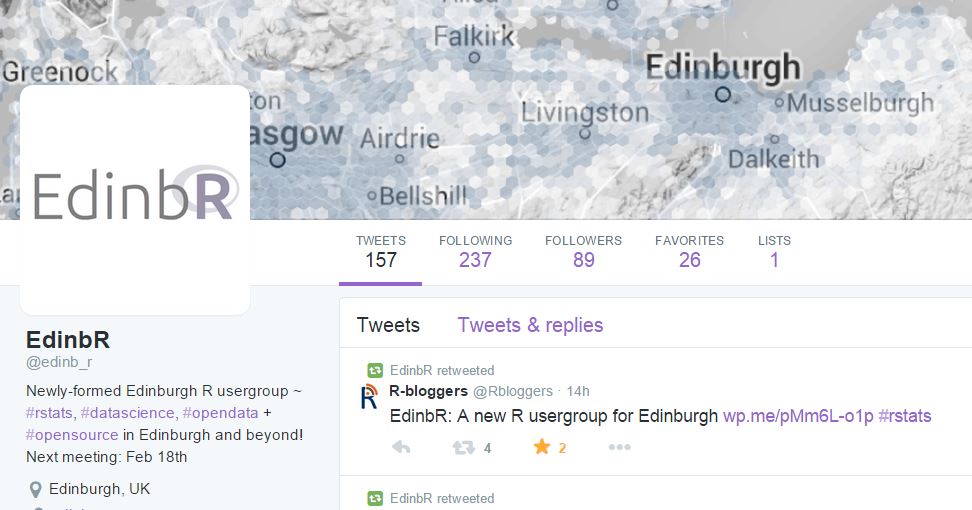 Falkirk
Greenock
Edinburgh
Livingston
Musselburgh
asgow
Airdrie
Dalkeith
Bellshill
EdinbR
TWEETS FOLLOWING FOLLOWERS FAVORITES LISTS
157 237 89 26 1
EdinbR
@edinb_r
Newly-formed Edinburgh R usergroup ~
#rstats, #datascience, #opendata +
#opensource in Edinburgh and beyond!
Next meeting: Feb 18th
Edinburgh, UK
Tweets Tweets & replies
EdinbR retweeted
R-bloggers @Rbloggers · 14h
EdinbR: A new R usergroup for Edinburgh wp.me/pMm6L-o1p #rstats
4 2
EdinbR retweeted